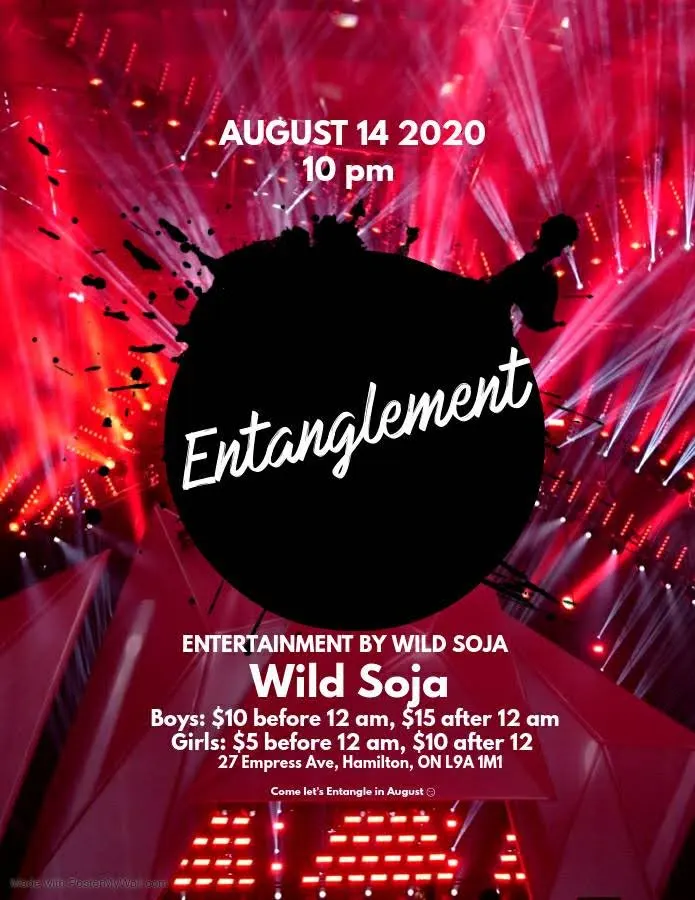 AUGUST 14 2020
10 pm
Entanglement
ENTERTAINMENT BY WILD SOJA
Wild Soja
Boys: $10 before 12 am, $15 after 12 am
Girls: $5 before 12 am, $10 after 12
27 Empress Ave, Hamilton, ON L9A 1M1
Come let's Entangle in August 😏
Made with PosterMyWall.com